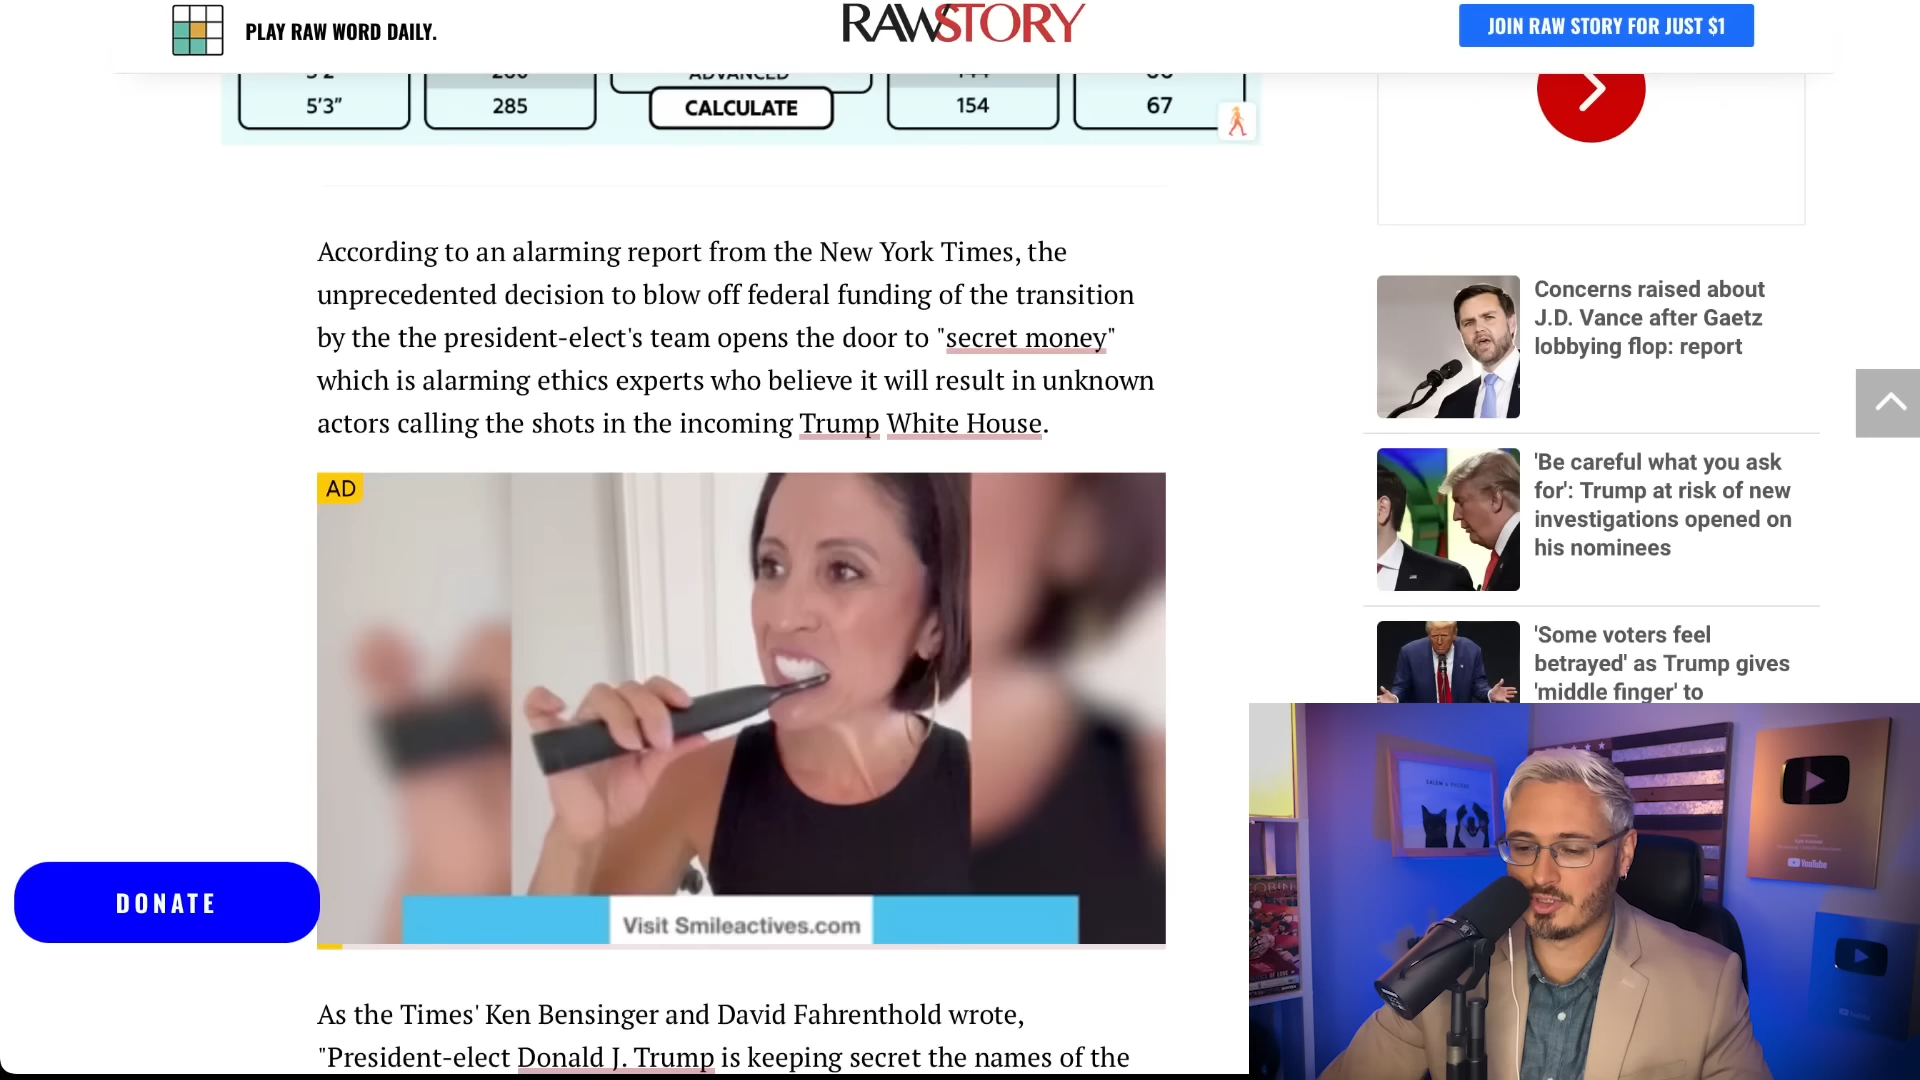 PLAY RAW WORD DAILY.
RAWSTORY
JOIN RAW STORY FOR JUST $1
ADVANCED
5'3"
285
CALCULATE
154
67
According to an alarming report from the New York Times, the
unprecedented decision to blow off federal funding of the transition
by the the president-elect's team opens the door to "secret money"
which is alarming ethics experts who believe it will result in unknown
actors calling the shots in the incoming Trump White House.
AD
Visit Smileactives.com
DONATE
As the Times' Ken Bensinger and David Fahrenthold wrote,
"President-elect Donald J. Trump is keeping secret the names of the
Concerns raised about
J.D. Vance after Gaetz
lobbying flop: report
'Be careful what you ask
for': Trump at risk of new
investigations opened on
his nominees
'Some voters feel
betrayed' as Trump gives
'middle finger' to
YouTube